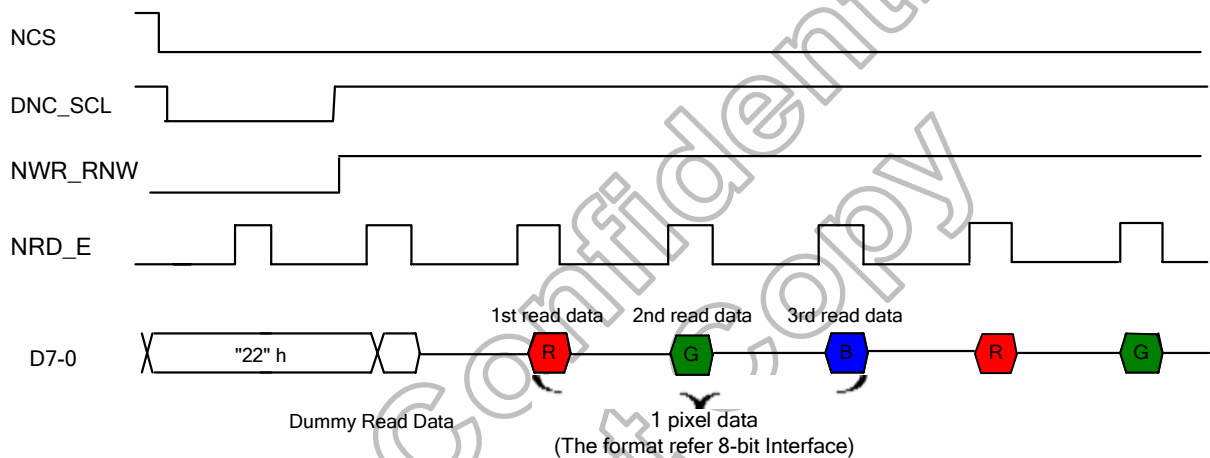 NCS
DNC_SCL
NWR_RNW
NRD_E
1st read data 2nd read data 3rd read data
D7-0 "22" h R G B R G
Dummy Read Data 1 pixel data
(The format refer 8-bit Interface)
Confident
Copy